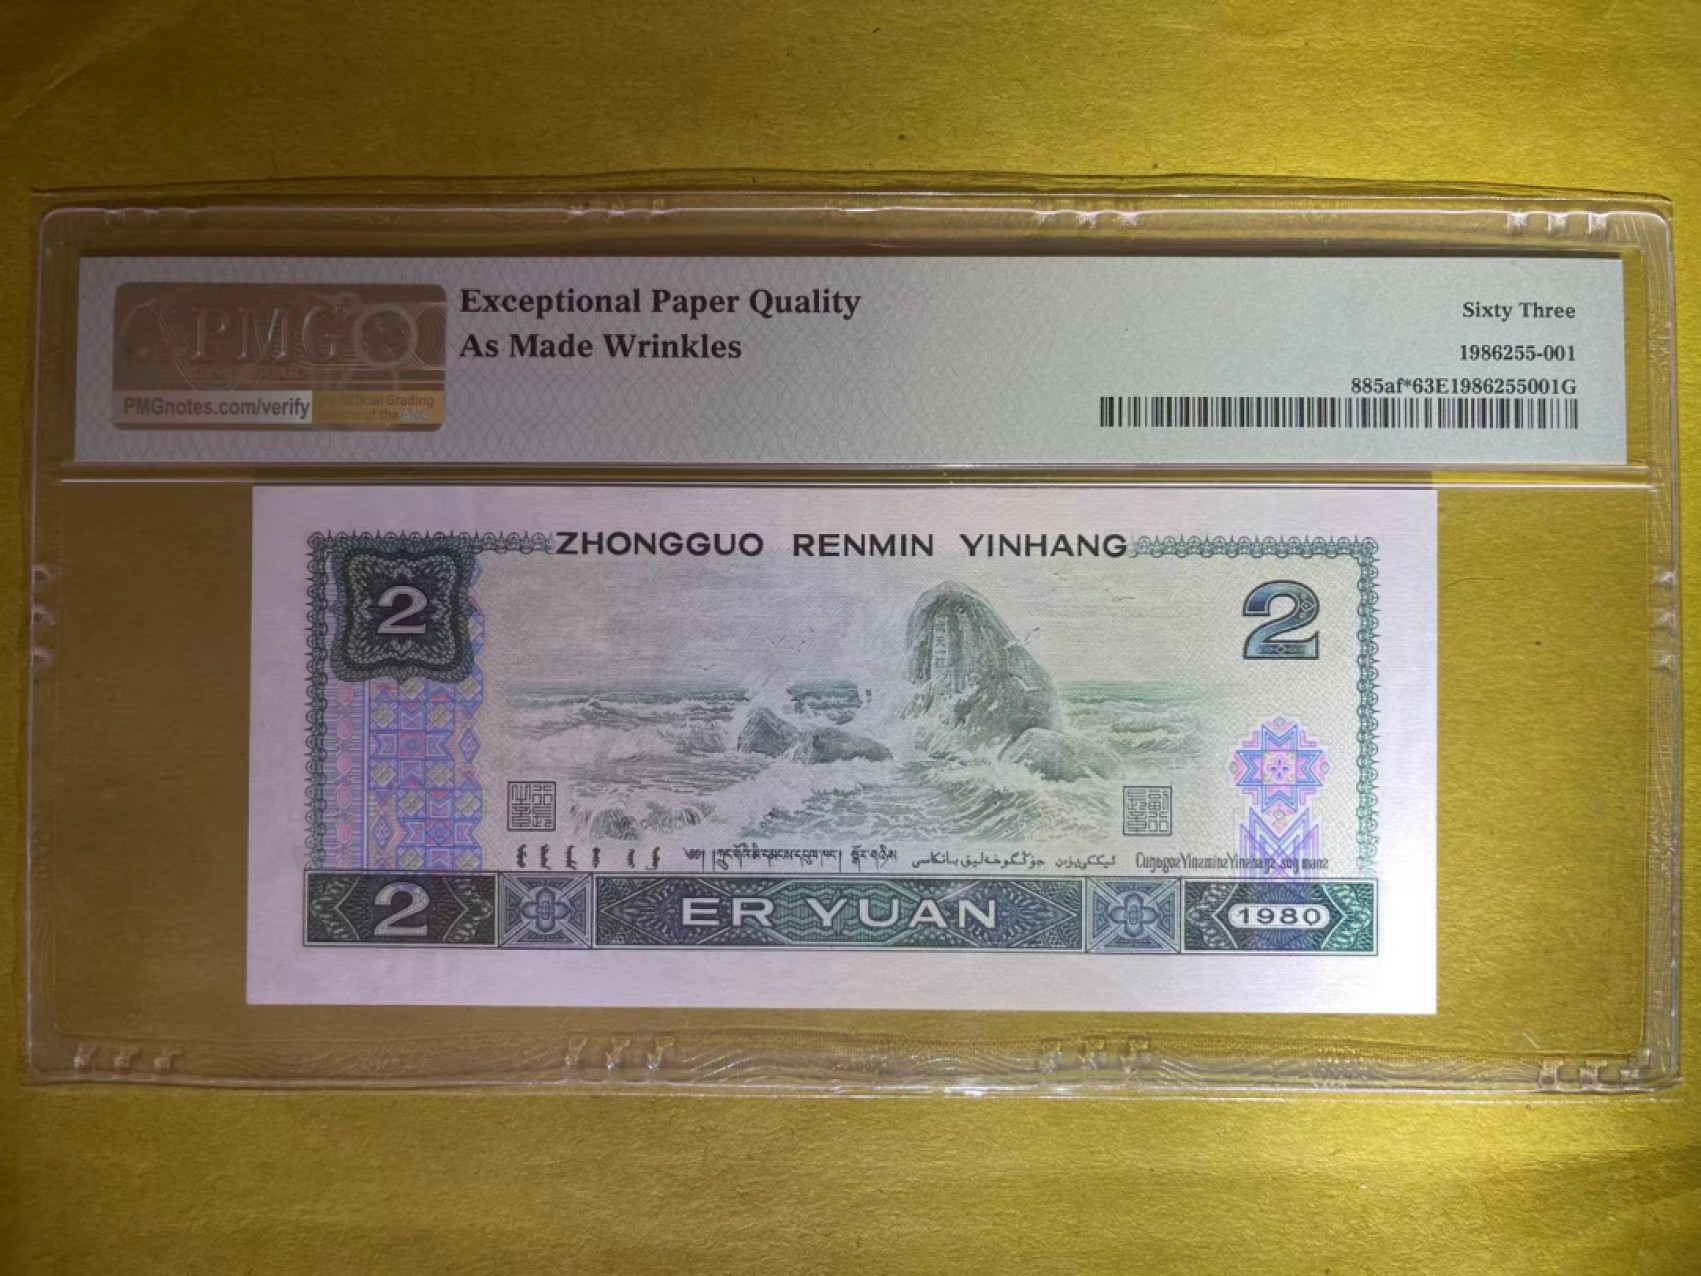 PMG
PMGnotes.com/verify
Exceptional Paper Quality
As Made Wrinkles
Sixty Three
1986255-001
885af*63E1986255001G
ZHONGGUO RENMIN YINHANG
2
2
2
ER YUAN
1980